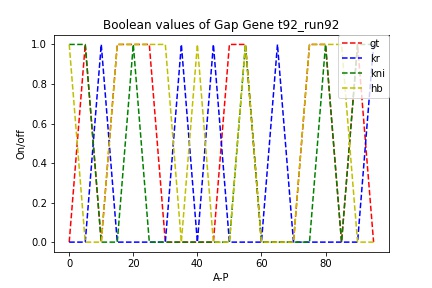 Boolean values of Gap Gene t92_run92
gt
kr
kni
hb
1.0
0.8
0.6
0.4
0.2
0.0
On/off
0 20 40 60 80
A-P